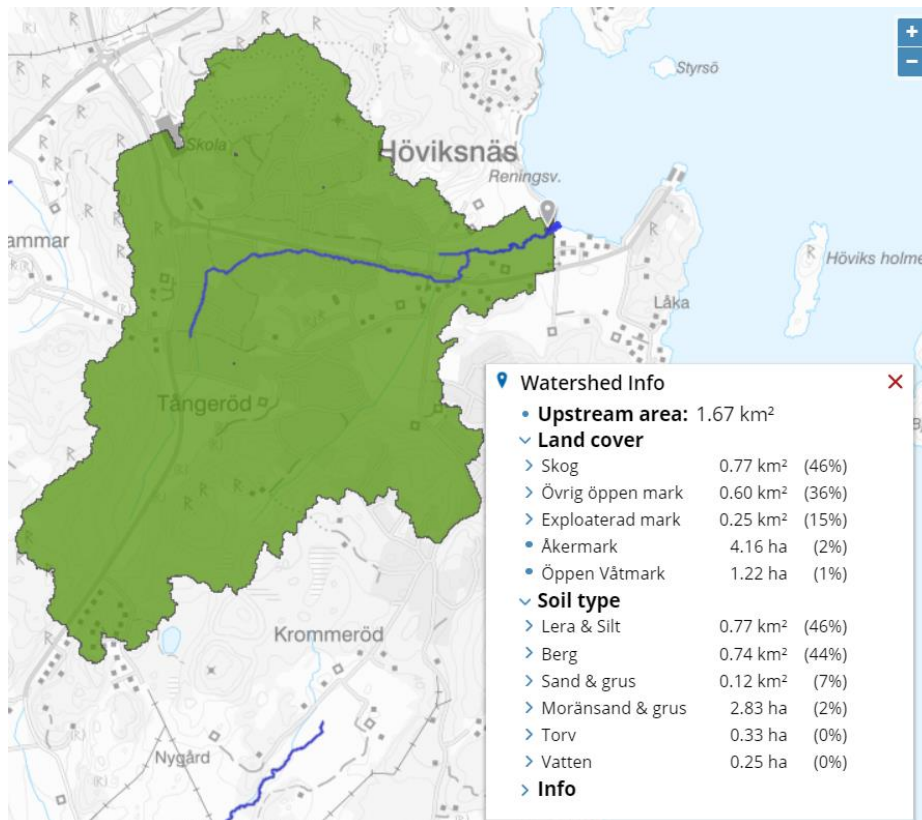 +
Styrsö
−
Skola
Höviksnäs
Reningsv.
ammar
Höviks holme
Låka
Tångeröd
Krommeröd
Nygård
Watershed Info
Upstream area: 1.67 km²
Land cover
Skog 0.77 km² (46%)
Övrig öppen mark 0.60 km² (36%)
Exploaterad mark 0.25 km² (15%)
Åkermark 4.16 ha (2%)
Öppen Våtmark 1.22 ha (1%)
Soil type
Lera & Silt 0.77 km² (46%)
Berg 0.74 km² (44%)
Sand & grus 0.12 km² (7%)
Moränsand & grus 2.83 ha (2%)
Torv 0.33 ha (0%)
Vatten 0.25 ha (0%)
Info